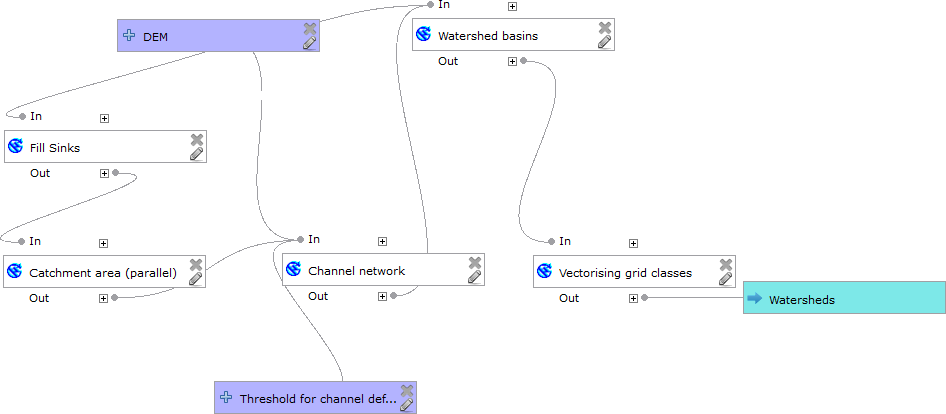 In
DEM
Watershed basins
Out
In
Fill Sinks
Out
In
In
In
Catchment area (parallel)
Channel network
Vectorising grid classes
Out
Out
Out
Watersheds
Threshold for channel def...